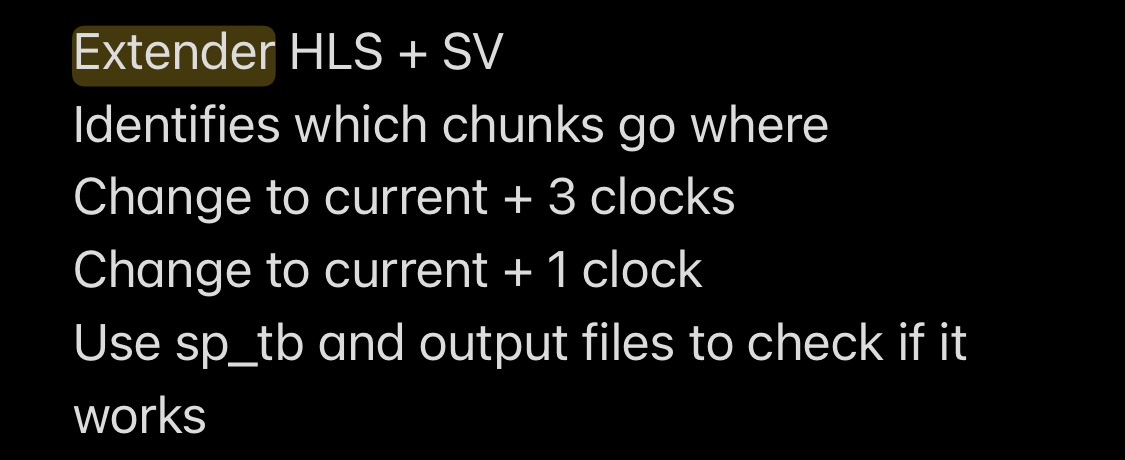 Extender HLS + SV
Identifies which chunks go where
Change to current + 3 clocks
Change to current + 1 clock
Use sp_tb and output files to check if it
works